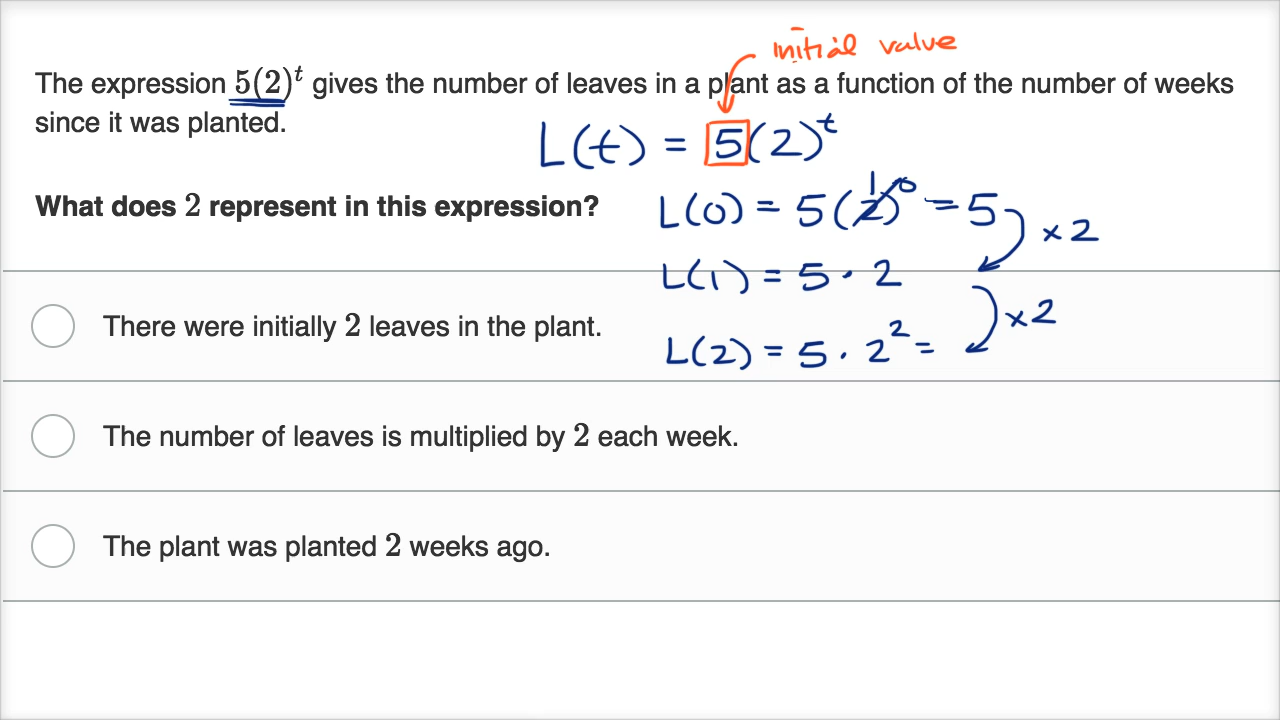 initial value
The expression 5(2)^t gives the number of leaves in a plant as a function of the number of weeks
since it was planted.
L(t) = 5(2)^t
What does 2 represent in this expression?
L(0) = 5(2)^0 = 5
1
×2
L(1) = 5 · 2
×2
There were initially 2 leaves in the plant.
L(2) = 5 · 2^2 =
The number of leaves is multiplied by 2 each week.
The plant was planted 2 weeks ago.